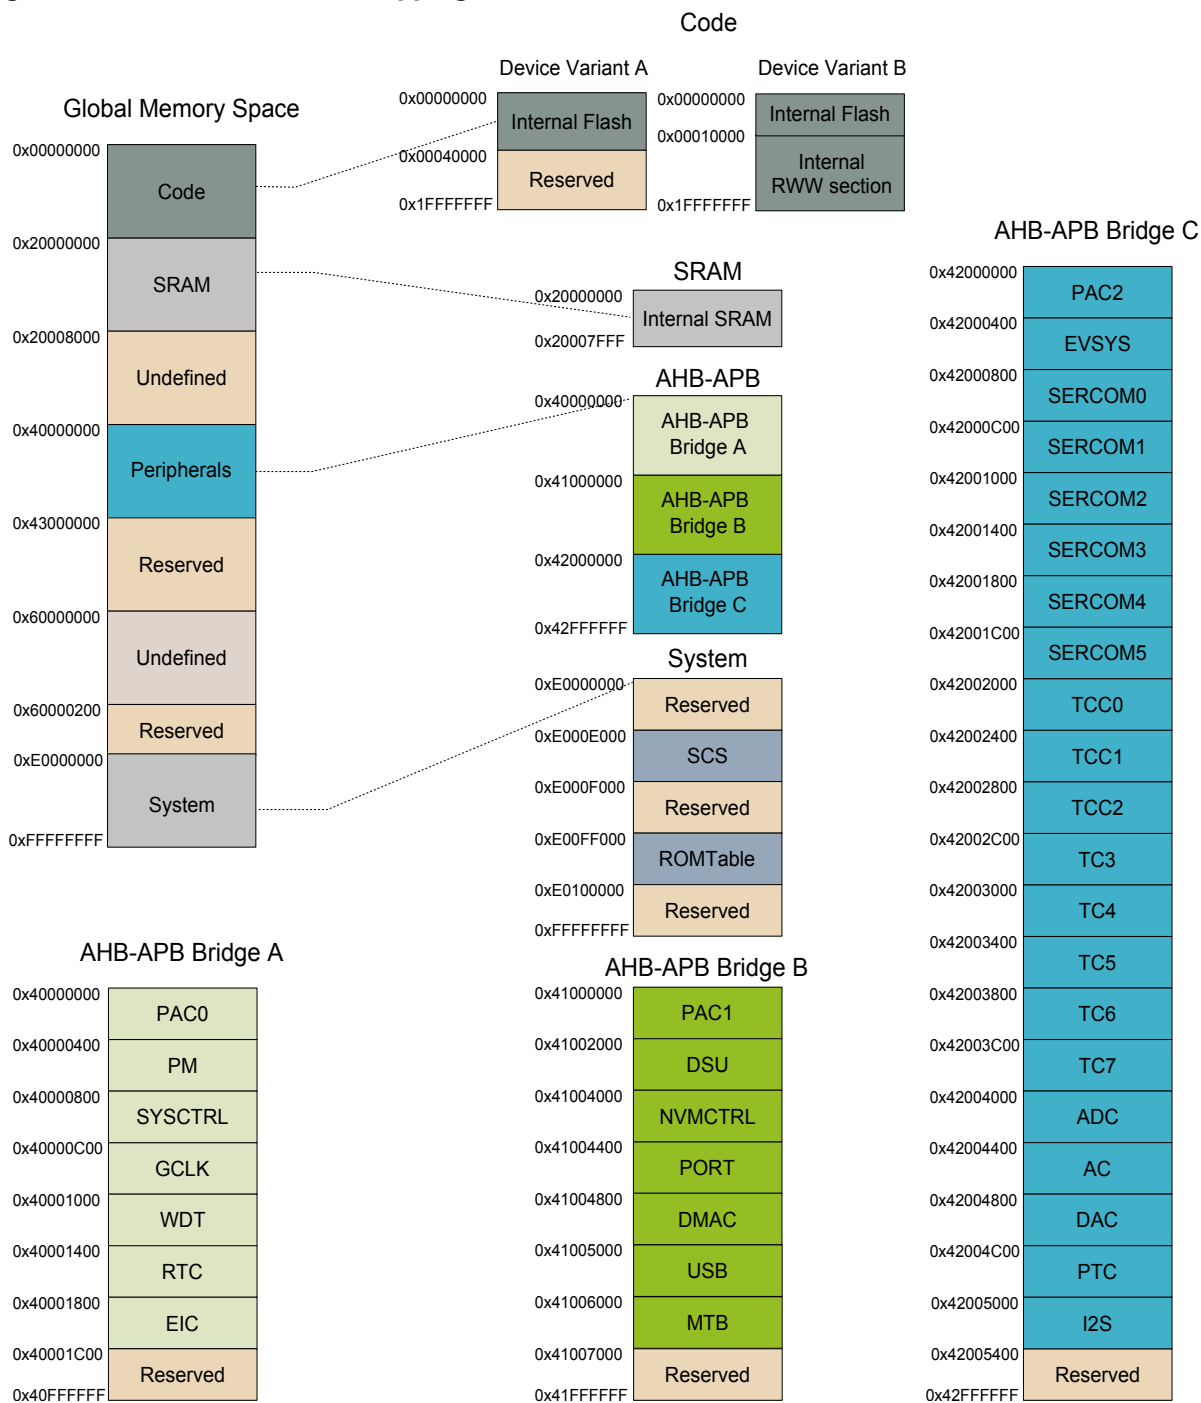 Code
Device Variant A
0x00000000
Internal Flash
0x00040000
Reserved
0x1FFFFFFF
Device Variant B
0x00000000
Internal Flash
0x00010000
Internal
RWW section
0x1FFFFFFF
Global Memory Space
0x00000000
Code
0x20000000
SRAM
0x20008000
Undefined
0x40000000
Peripherals
0x43000000
Reserved
0x60000000
Undefined
0x60000200
Reserved
0xE0000000
System
0xFFFFFFFF
SRAM
0x20000000
Internal SRAM
0x20007FFF
AHB-APB
0x40000000
AHB-APB
Bridge A
0x41000000
AHB-APB
Bridge B
0x42000000
AHB-APB
Bridge C
0x42FFFFFF
System
0xE0000000
Reserved
0xE000E000
SCS
0xE000F000
Reserved
0xE00FF000
ROMTable
0xE0100000
Reserved
0xFFFFFFFF
AHB-APB Bridge A
0x40000000
PAC0
0x40000400
PM
0x40000800
SYSCTRL
0x40000C00
GCLK
0x40001000
WDT
0x40001400
RTC
0x40001800
EIC
0x40001C00
Reserved
0x40FFFFFF
AHB-APB Bridge B
0x41000000
PAC1
0x41002000
DSU
0x41004000
NVMCTRL
0x41004400
PORT
0x41004800
DMAC
0x41005000
USB
0x41006000
MTB
0x41007000
Reserved
0x41FFFFFF
AHB-APB Bridge C
0x42000000
PAC2
0x42000400
EVSYS
0x42000800
SERCOM0
0x42000C00
SERCOM1
0x42001000
SERCOM2
0x42001400
SERCOM3
0x42001800
SERCOM4
0x42001C00
SERCOM5
0x42002000
TCC0
0x42002400
TCC1
0x42002800
TCC2
0x42002C00
TC3
0x42003000
TC4
0x42003400
TC5
0x42003800
TC6
0x42003C00
TC7
0x42004000
ADC
0x42004400
AC
0x42004800
DAC
0x42004C00
PTC
0x42005000
I2S
0x42005400
Reserved
0x42FFFFFF